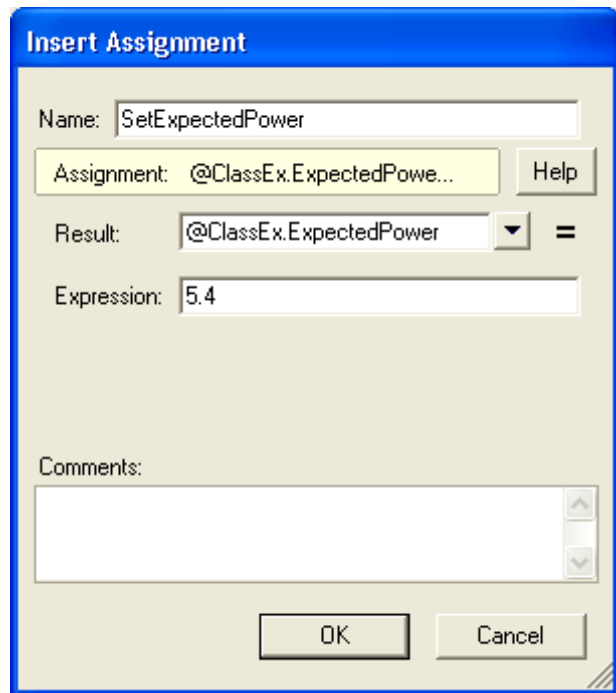 Insert Assignment
Name: SetExpectedPower
Assignment: @ClassEx.ExpectedPowe... Help
Result: @ClassEx.ExpectedPower =
Expression: 5.4
Comments:
OK Cancel